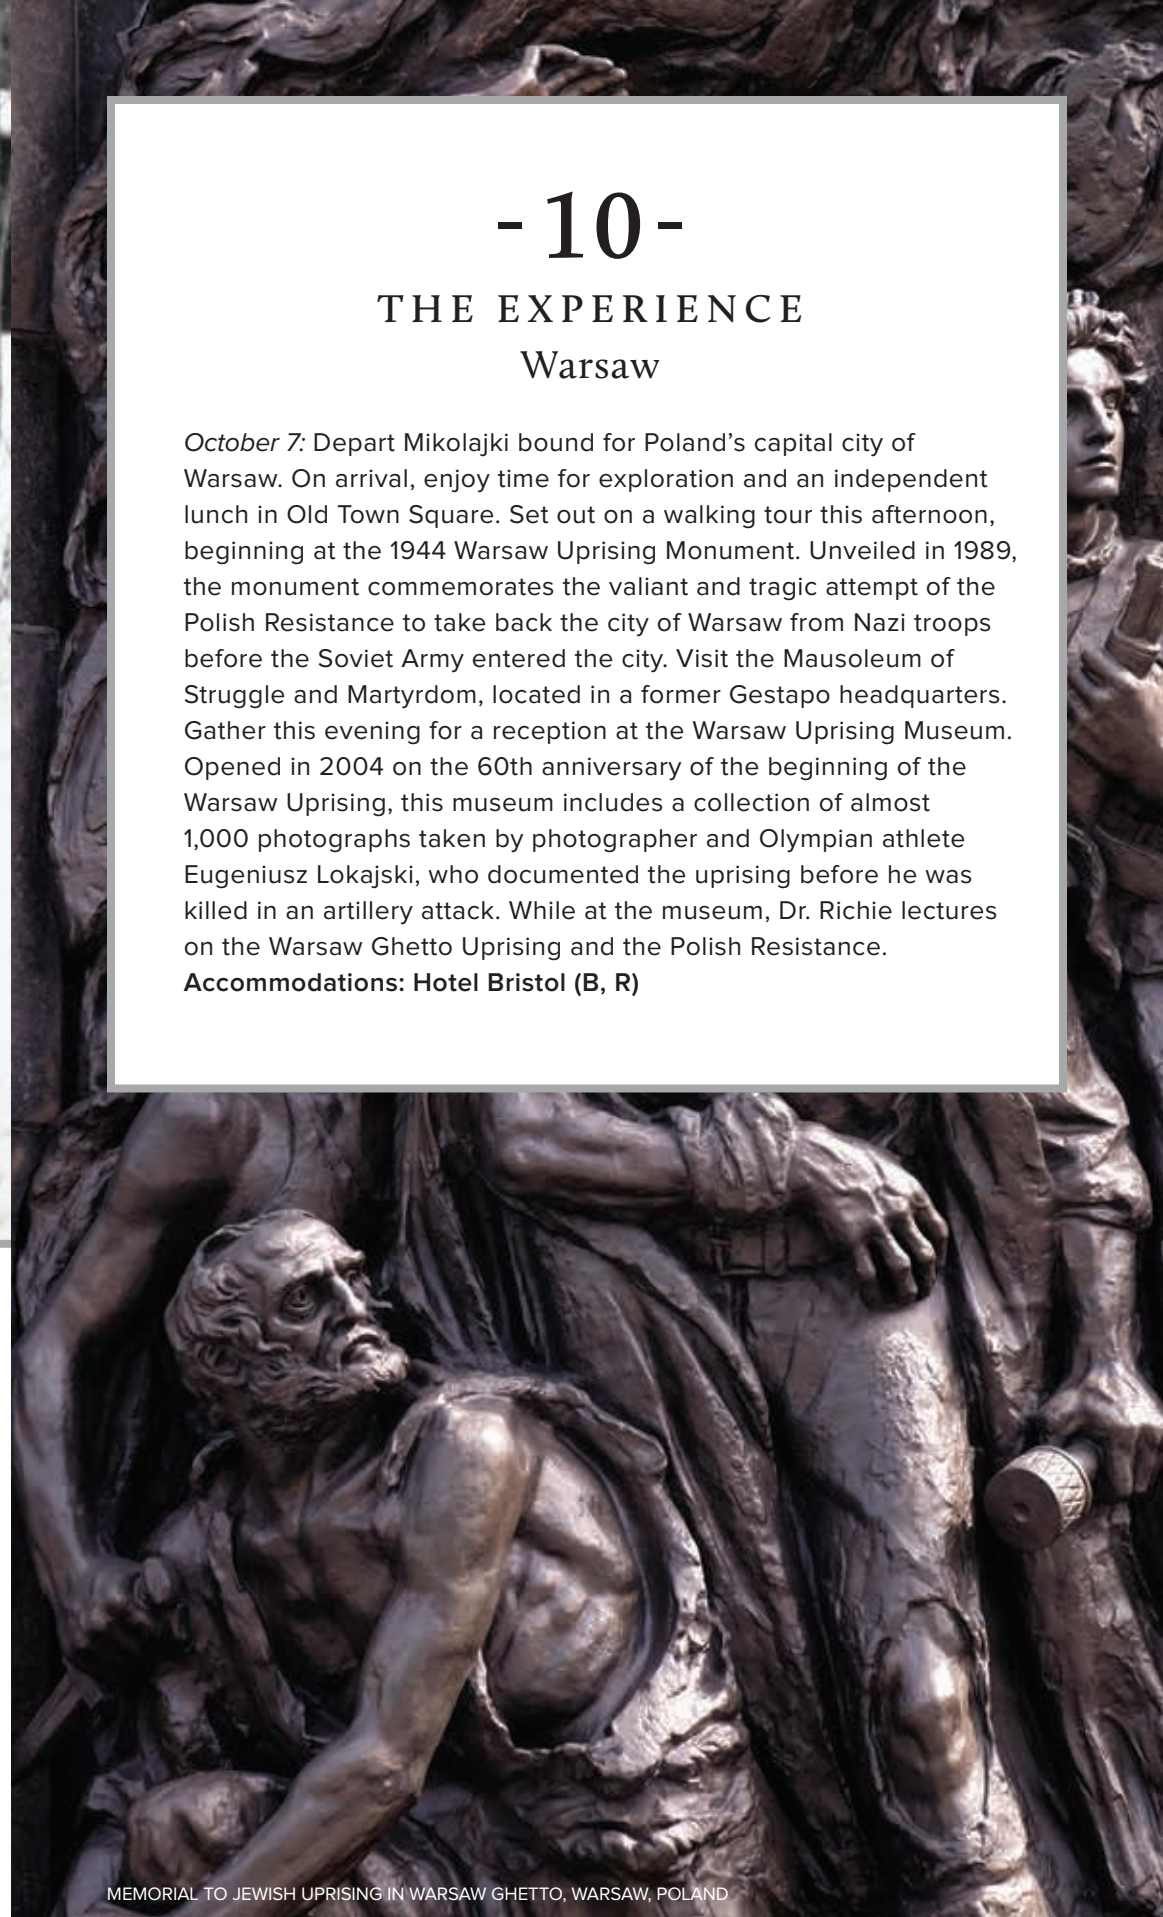 - 10 -
THE EXPERIENCE
Warsaw
October 7: Depart Mikolajki bound for Poland’s capital city of
Warsaw. On arrival, enjoy time for exploration and an independent
lunch in Old Town Square. Set out on a walking tour this afternoon,
beginning at the 1944 Warsaw Uprising Monument. Unveiled in 1989,
the monument commemorates the valiant and tragic attempt of the
Polish Resistance to take back the city of Warsaw from Nazi troops
before the Soviet Army entered the city. Visit the Mausoleum of
Struggle and Martyrdom, located in a former Gestapo headquarters.
Gather this evening for a reception at the Warsaw Uprising Museum.
Opened in 2004 on the 60th anniversary of the beginning of the
Warsaw Uprising, this museum includes a collection of almost
1,000 photographs taken by photographer and Olympian athlete
Eugeniusz Lokajski, who documented the uprising before he was
killed in an artillery attack. While at the museum, Dr. Richie lectures
on the Warsaw Ghetto Uprising and the Polish Resistance.
Accommodations: Hotel Bristol (B, R)
MEMORIAL TO JEWISH UPRISING IN WARSAW GHETTO, WARSAW, POLAND